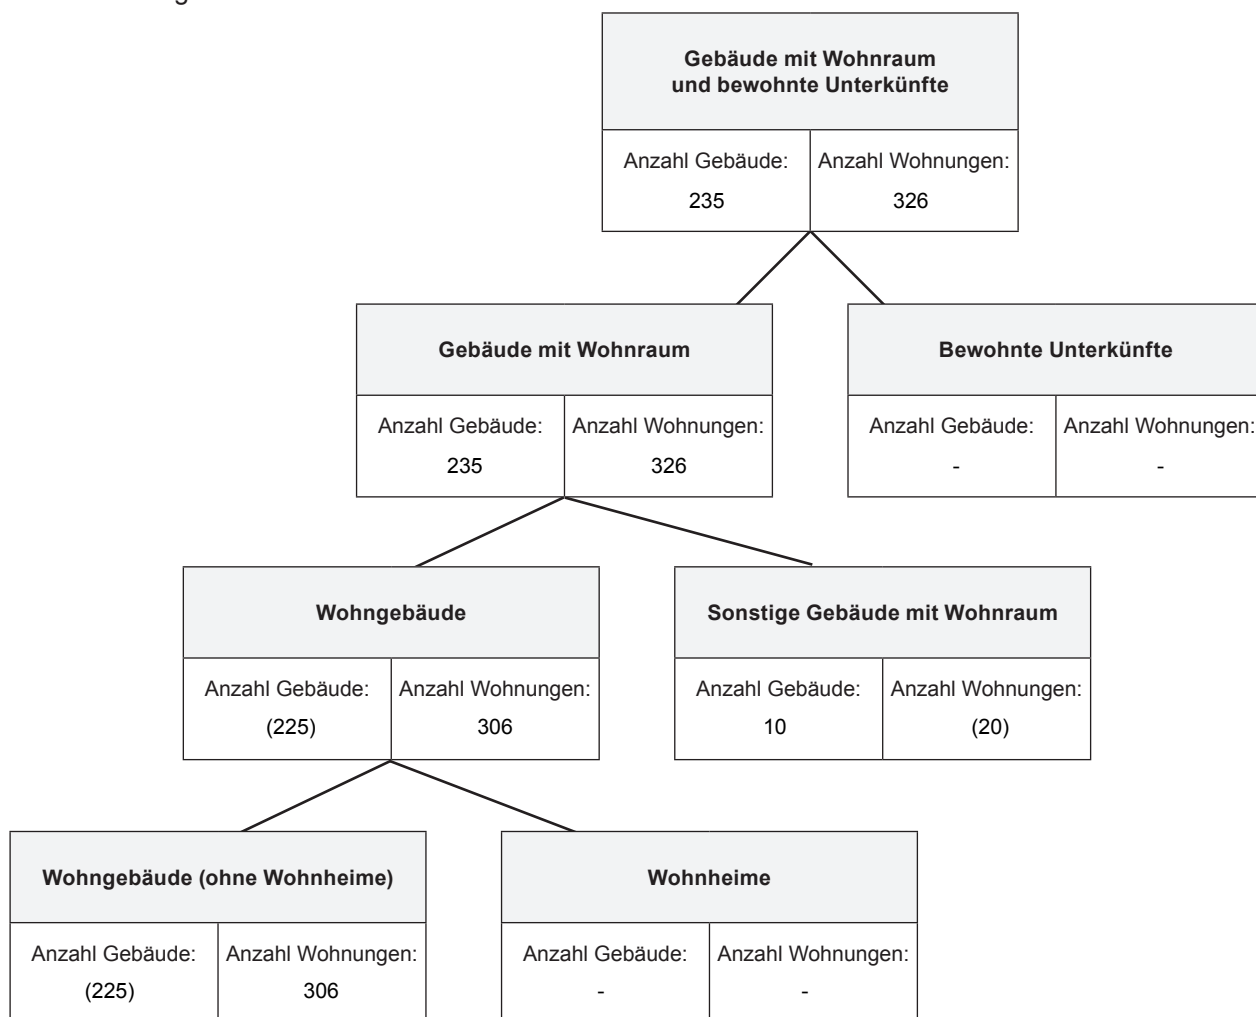 Gebäude mit Wohnraum
und bewohnte Unterkünfte
Anzahl Gebäude: Anzahl Wohnungen:
235 326
Gebäude mit Wohnraum
Bewohnte Unterkünfte
Anzahl Gebäude: Anzahl Wohnungen:
235 326
Anzahl Gebäude: Anzahl Wohnungen:
- -
Wohngebäude
Sonstige Gebäude mit Wohnraum
Anzahl Gebäude: Anzahl Wohnungen:
(225) 306
Anzahl Gebäude: Anzahl Wohnungen:
10 (20)
Wohngebäude (ohne Wohnheime)
Wohnheime
Anzahl Gebäude: Anzahl Wohnungen:
(225) 306
Anzahl Gebäude: Anzahl Wohnungen:
- -